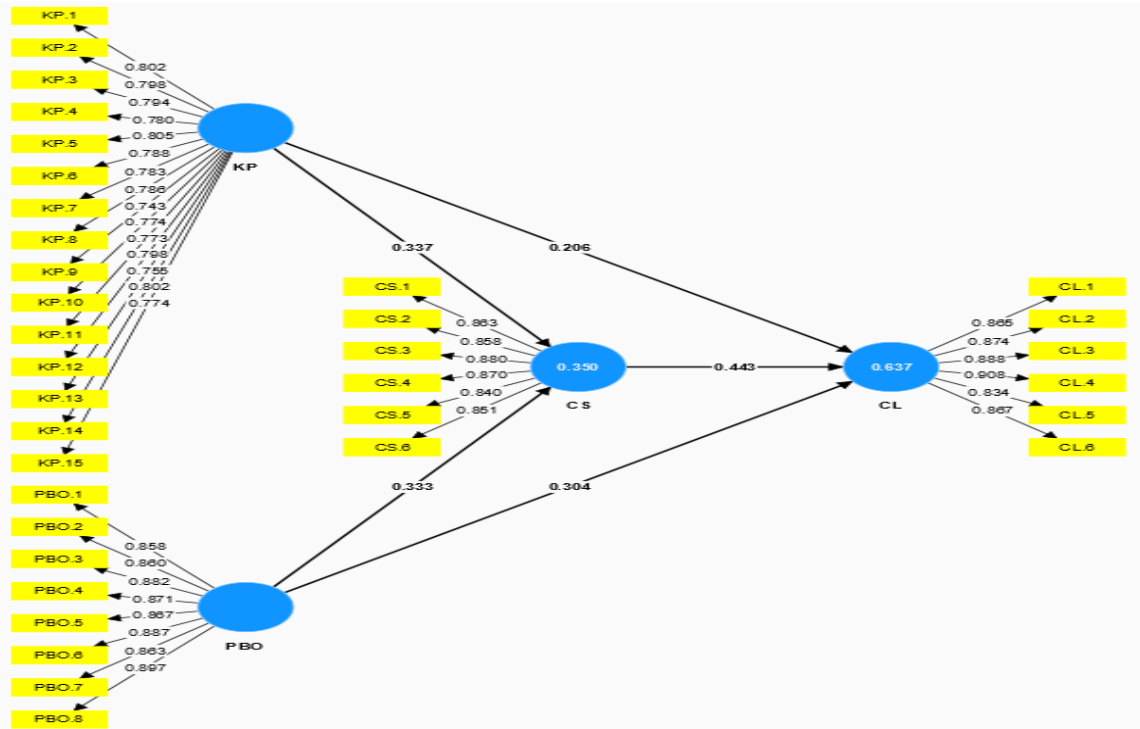 KP.1
KP.2
KP.3
KP.4
KP.5
KP.6
KP.7
KP.8
KP.9
KP.10
KP.11
KP.12
KP.13
KP.14
KP.15
0.802
0.798
0.794
0.780
0.805
0.788
0.783
0.786
0.743
0.774
0.773
0.798
0.755
0.802
0.774
KP
0.337
0.206
CS.1
CS.2
CS.3
CS.4
CS.5
CS.6
0.863
0.858
0.880
0.870
0.840
0.851
0.350
CS
0.443
0.637
CL
0.865
0.874
0.888
0.908
0.834
0.867
CL.1
CL.2
CL.3
CL.4
CL.5
CL.6
0.333
0.304
PBO.1
PBO.2
PBO.3
PBO.4
PBO.5
PBO.6
PBO.7
PBO.8
0.858
0.860
0.882
0.871
0.867
0.887
0.863
0.897
PBO